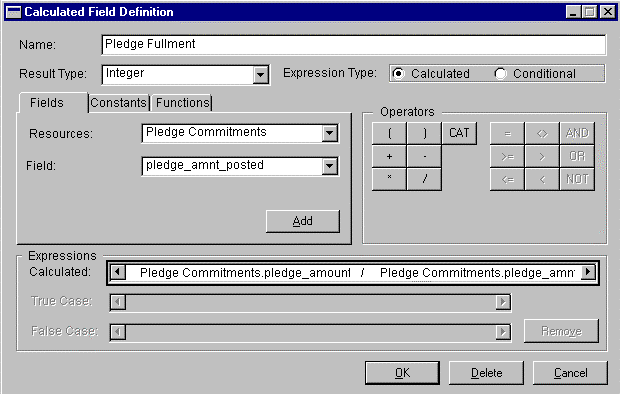 Calculated Field Definition
Name: Pledge Fullment
Result Type: Integer Expression Type: Calculated Conditional
Fields Constants Functions
Operators
Resources: Pledge Commitments
( ) CAT = <> AND
Field: pledge_amnt_posted
+ - >= > OR
* / <= < NOT
Add
Expressions
Calculated: Pledge Commitments.pledge_amount / Pledge Commitments.pledge_amn
True Case:
False Case: Remove
OK Delete Cancel